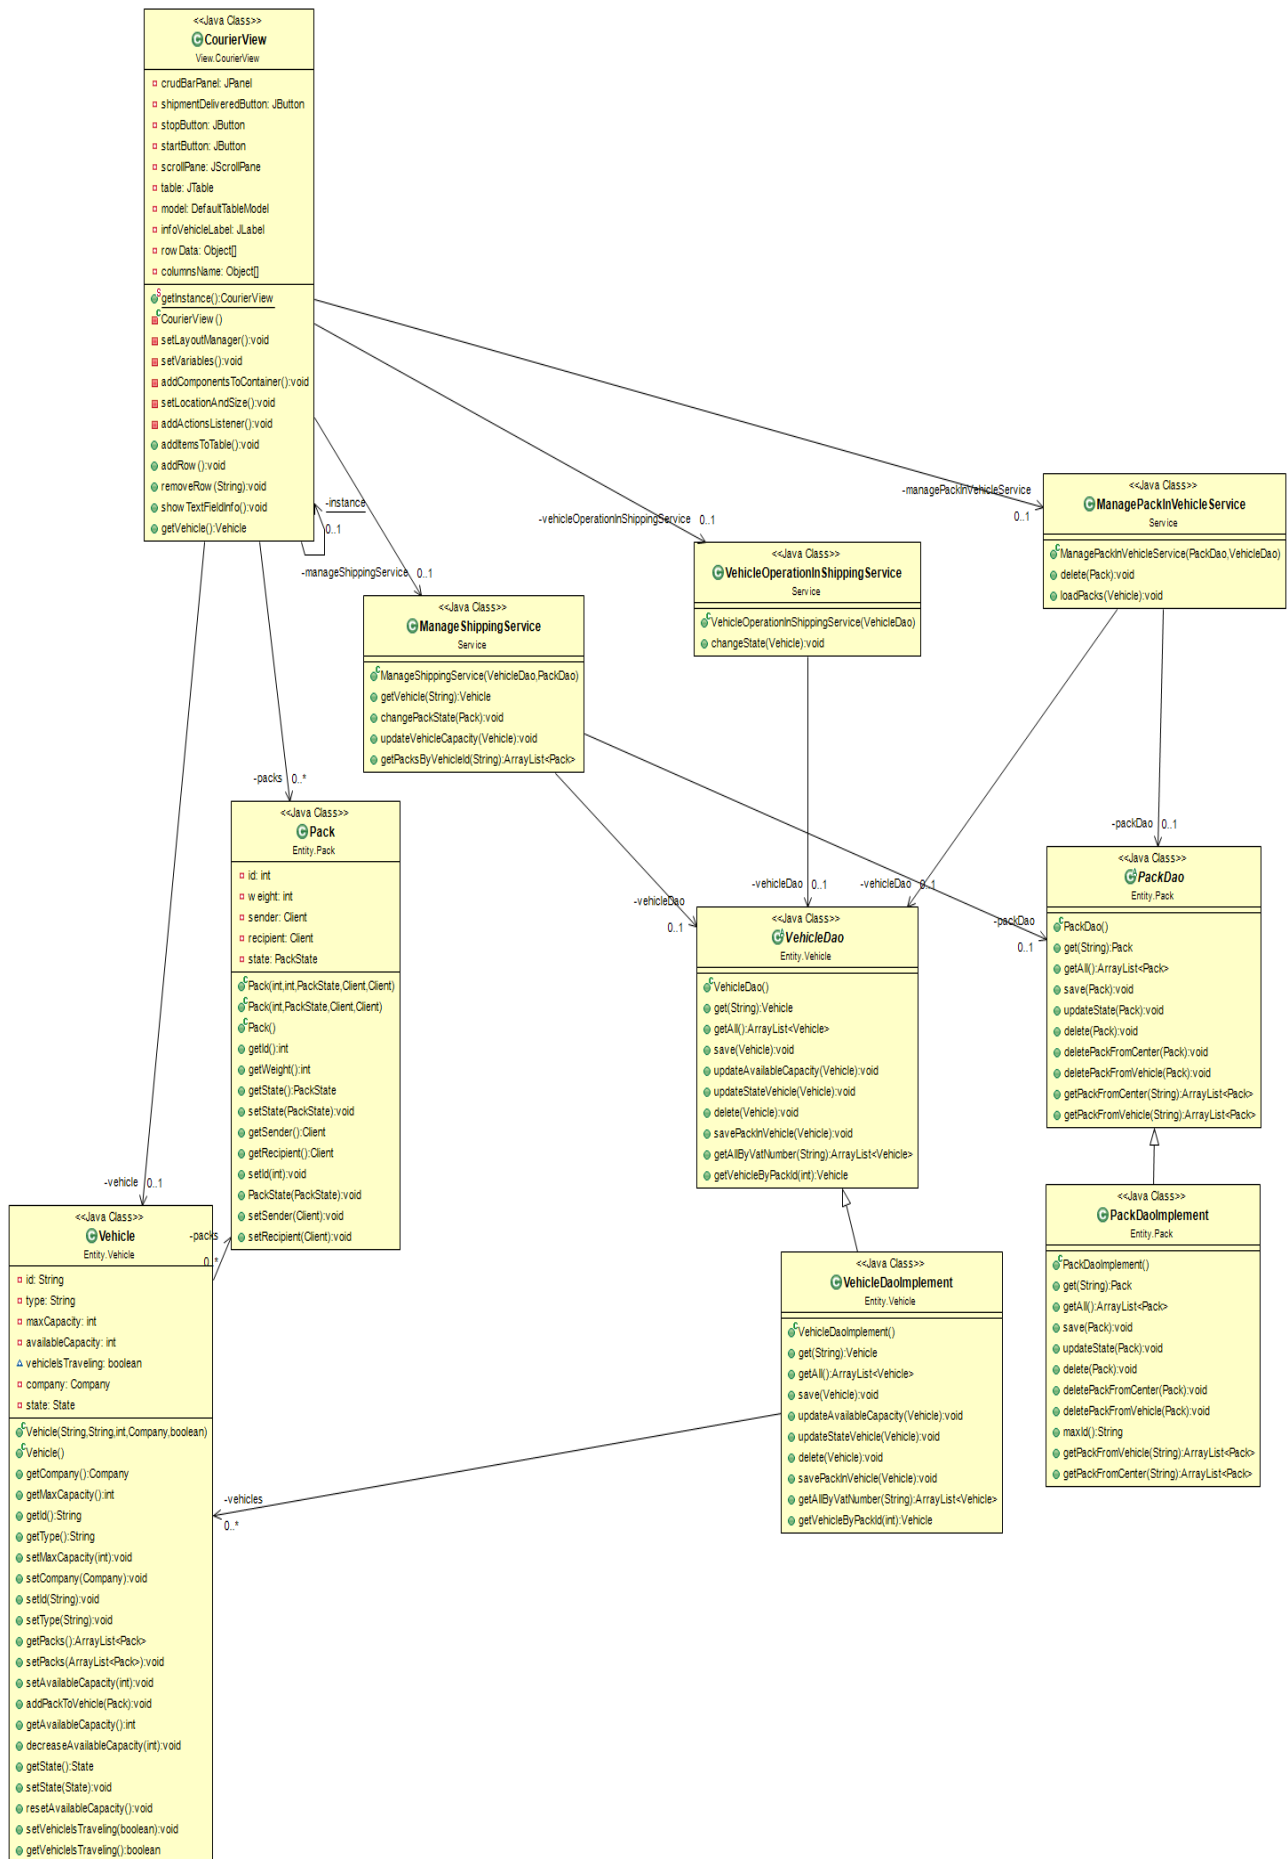 <<Java Class>>
CourierView
View.CourierView
crudBarPanel: JPanel
shipmentDeliveredButton: JButton
stopButton: JButton
startButton: JButton
scrollPane: JScrollPane
table: JTable
model: DefaultTableModel
infoVehicleLabel: JLabel
rowData: Object[]
columnsName: Object[]
getInstance():CourierView
CourierView()
setLayoutManager():void
setVariables():void
addComponentsToContainer():void
setLocationAndSize():void
addActionsListener():void
addItemsToTable():void
addRow():void
removeRow(String):void
showTextFieldInfo():void
getVehicle():Vehicle
-instance
0..1
-manageShippingService 0..1
-vehicleOperationInShippingService 0..1
-managePackInVehicleService
0..1
<<Java Class>>
ManagePackInVehicleService
Service
ManagePackInVehicleService(PackDao,VehicleDao)
delete(Pack):void
loadPacks(Vehicle):void
<<Java Class>>
VehicleOperationInShippingService
Service
VehicleOperationInShippingService(VehicleDao)
changeState(Vehicle):void
<<Java Class>>
ManageShippingService
Service
ManageShippingService(VehicleDao,PackDao)
getVehicle(String):Vehicle
changePackState(Pack):void
updateVehicleCapacity(Vehicle):void
getPacksByVehicleId(String):ArrayList<Pack>
-packs 0..*
<<Java Class>>
Pack
Entity.Pack
id: int
weight: int
sender: Client
recipient: Client
state: PackState
Pack(int,int,PackState,Client,Client)
Pack(int,PackState,Client,Client)
Pack()
getId():int
getWeight():int
getState():PackState
setState(PackState):void
getSender():Client
getRecipient():Client
setId(int):void
PackState(PackState):void
setSender(Client):void
setRecipient(Client):void
-vehicleDao
0..1
-vehicleDao 0..1
-vehicleDao 0..1
-packDao 0..1
-packDao
0..1
<<Java Class>>
VehicleDao
Entity.Vehicle
VehicleDao()
get(String):Vehicle
getAll():ArrayList<Vehicle>
save(Vehicle):void
updateAvailableCapacity(Vehicle):void
updateStateVehicle(Vehicle):void
delete(Vehicle):void
savePackInVehicle(Vehicle):void
getAllByVatNumber(String):ArrayList<Vehicle>
getVehicleByPackId(int):Vehicle
<<Java Class>>
PackDao
Entity.Pack
PackDao()
get(String):Pack
getAll():ArrayList<Pack>
save(Pack):void
updateState(Pack):void
delete(Pack):void
deletePackFromCenter(Pack):void
deletePackFromVehicle(Pack):void
getPackFromCenter(String):ArrayList<Pack>
getPackFromVehicle(String):ArrayList<Pack>
<<Java Class>>
PackDaoImplement
Entity.Pack
PackDaoImplement()
get(String):Pack
getAll():ArrayList<Pack>
save(Pack):void
updateState(Pack):void
delete(Pack):void
deletePackFromCenter(Pack):void
deletePackFromVehicle(Pack):void
maxId():String
getPackFromVehicle(String):ArrayList<Pack>
getPackFromCenter(String):ArrayList<Pack>
<<Java Class>>
VehicleDaoImplement
Entity.Vehicle
VehicleDaoImplement()
get(String):Vehicle
getAll():ArrayList<Vehicle>
save(Vehicle):void
updateAvailableCapacity(Vehicle):void
updateStateVehicle(Vehicle):void
delete(Vehicle):void
savePackInVehicle(Vehicle):void
getAllByVatNumber(String):ArrayList<Vehicle>
getVehicleByPackId(int):Vehicle
-vehicle 0..1
-packs
0..*
-vehicles
0..*
<<Java Class>>
Vehicle
Entity.Vehicle
id: String
type: String
maxCapacity: int
availableCapacity: int
vehicleIsTraveling: boolean
company: Company
state: State
Vehicle(String,String,int,Company,boolean)
Vehicle()
getCompany():Company
getMaxCapacity():int
getId():String
getType():String
setMaxCapacity(int):void
setCompany(Company):void
setId(String):void
setType(String):void
getPacks():ArrayList<Pack>
setPacks(ArrayList<Pack>):void
setAvailableCapacity(int):void
addPackToVehicle(Pack):void
getAvailableCapacity():int
decreaseAvailableCapacity(int):void
getState():State
setState(State):void
resetAvailableCapacity():void
setVehicleIsTraveling(boolean):void
getVehicleIsTraveling():boolean